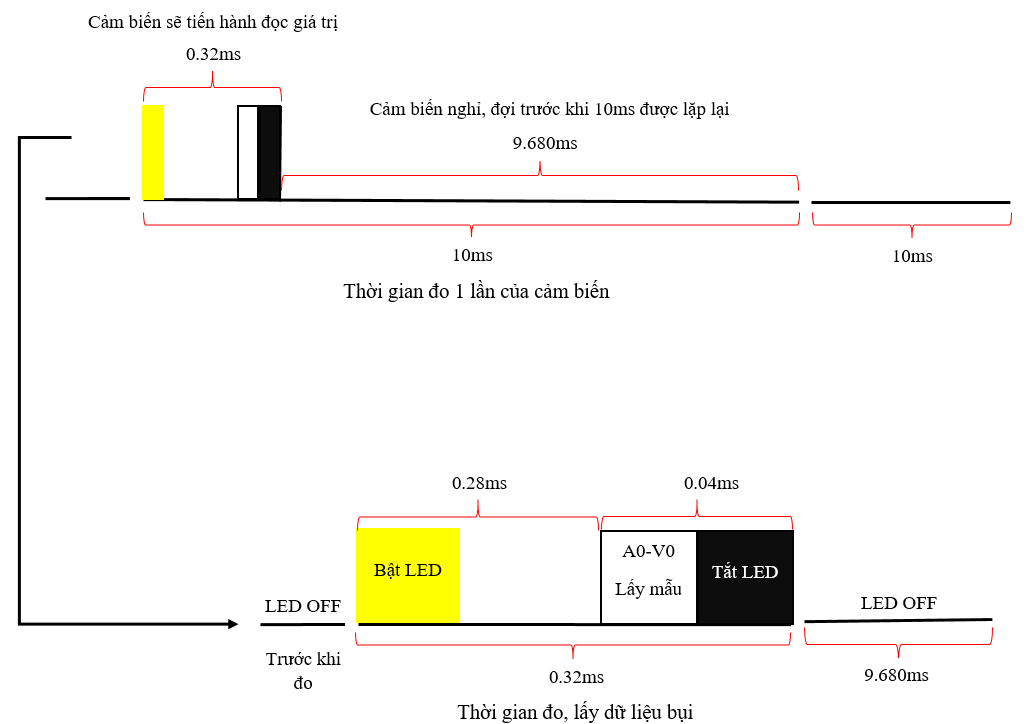 Cảm biến sẽ tiến hành đọc giá trị
0.32ms
Cảm biến nghỉ, đợi trước khi 10ms được lặp lại
9.680ms
10ms
10ms
Thời gian đo 1 lần của cảm biến
0.28ms
0.04ms
Bật LED
A0-V0
Lấy mẫu
Tắt LED
LED OFF
LED OFF
Trước khi
đo
0.32ms
9.680ms
Thời gian đo, lấy dữ liệu bụi